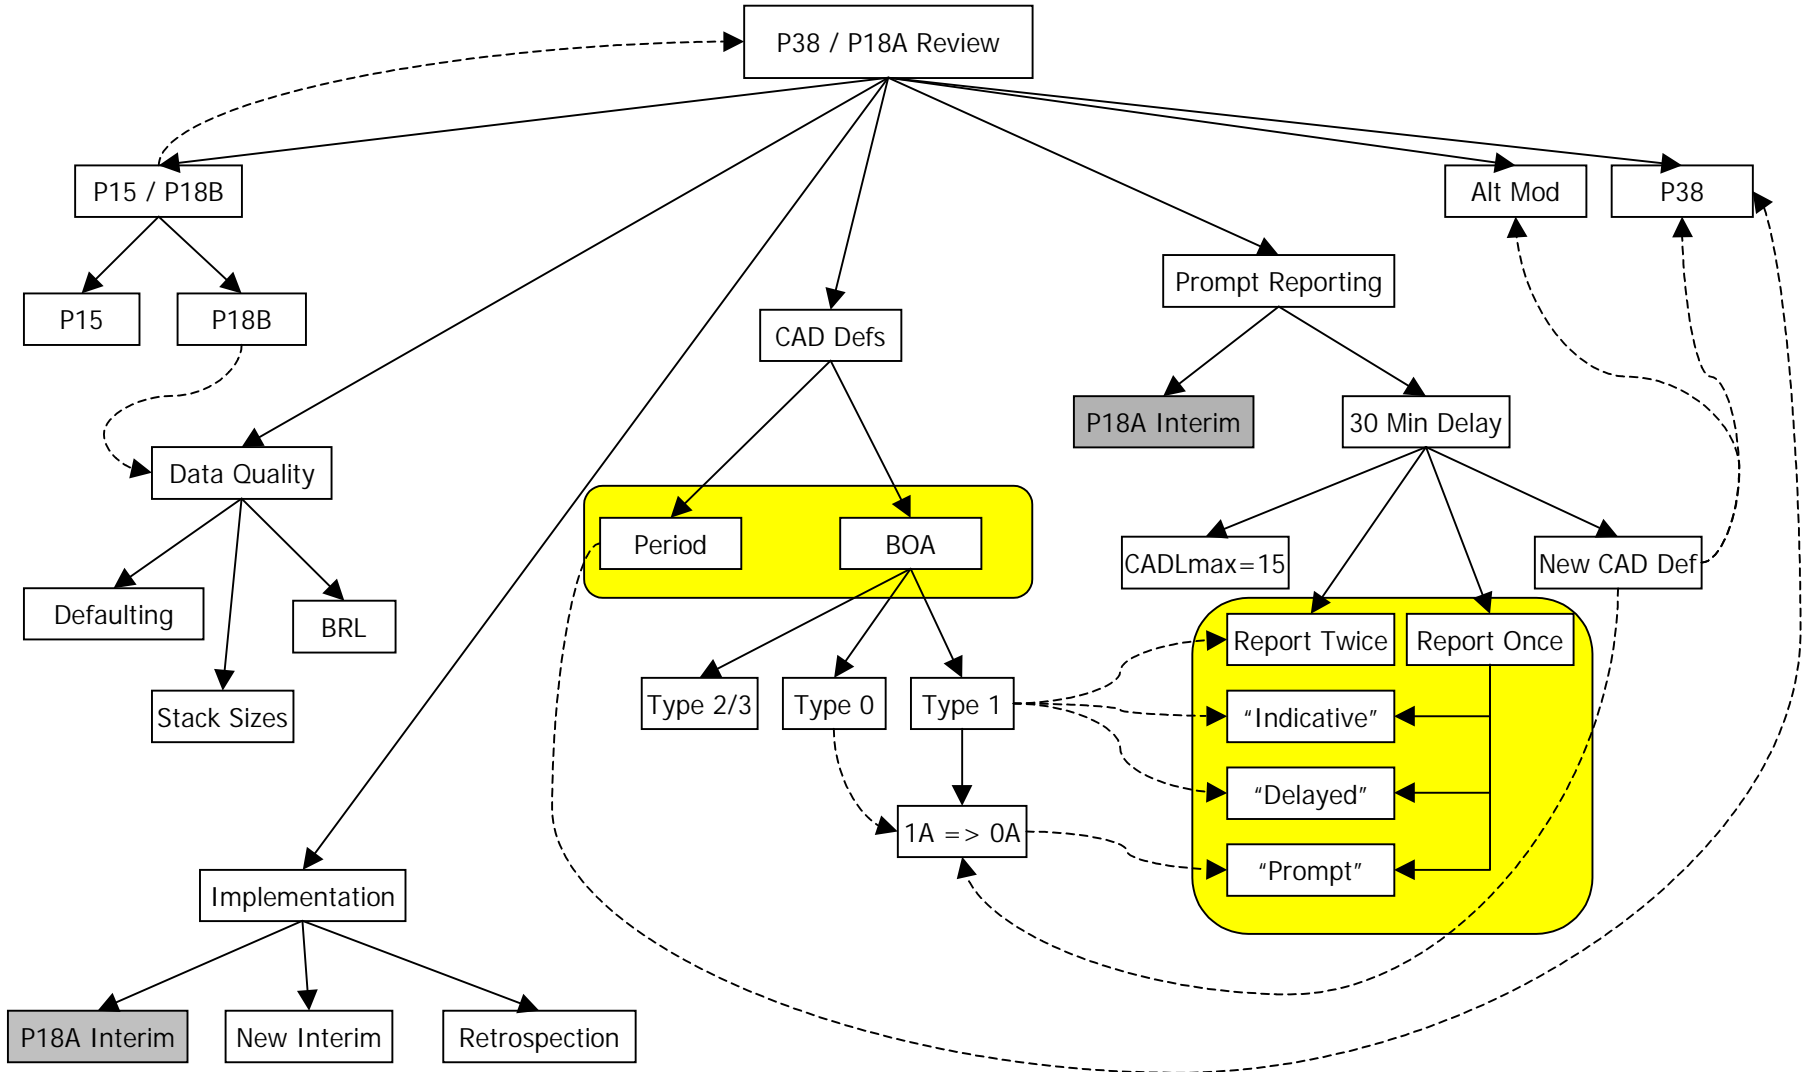 P38 / P18A Review
P15 / P18B
Alt Mod
P38
P15
P18B
Prompt Reporting
CAD Defs
P18A Interim
30 Min Delay
Data Quality
Period
BOA
CADLmax=15
New CAD Def
Defaulting
BRL
Report Twice
Report Once
Stack Sizes
Type 2/3
Type 0
Type 1
“Indicative”
“Delayed”
1A => 0A
“Prompt”
Implementation
P18A Interim
New Interim
Retrospection